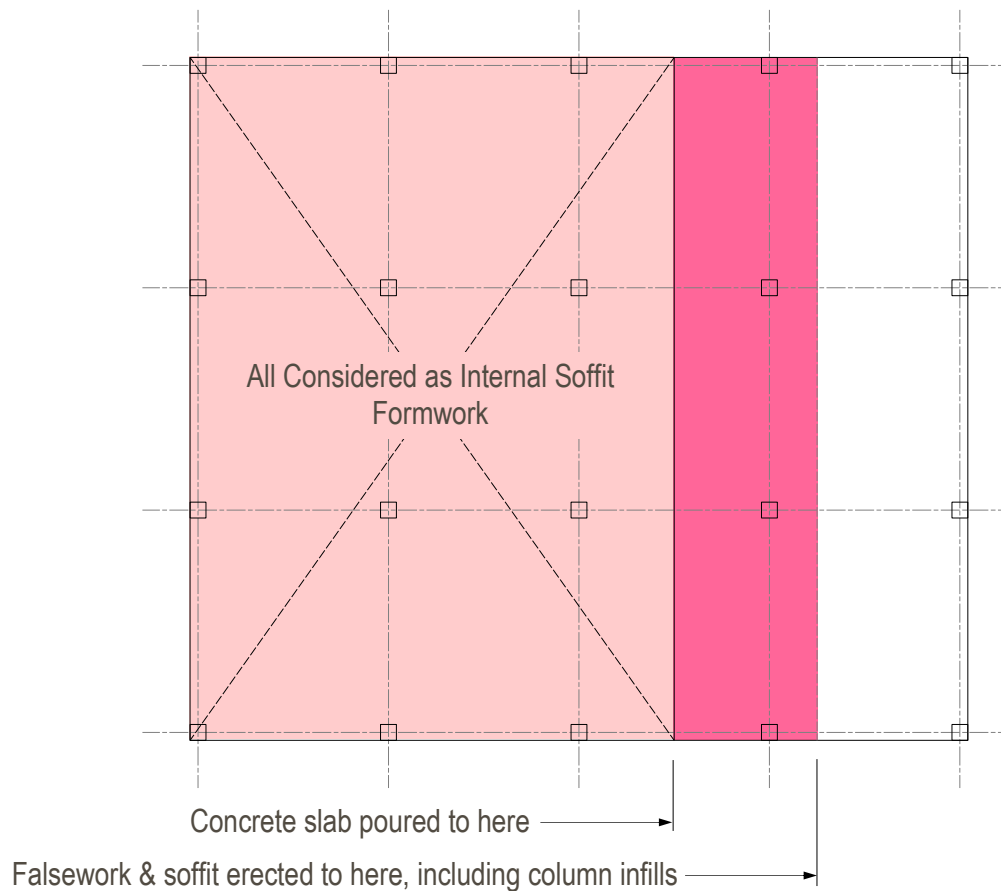 All Considered as Internal Soffit
Formwork
Concrete slab poured to here
Falsework & soffit erected to here, including column infills